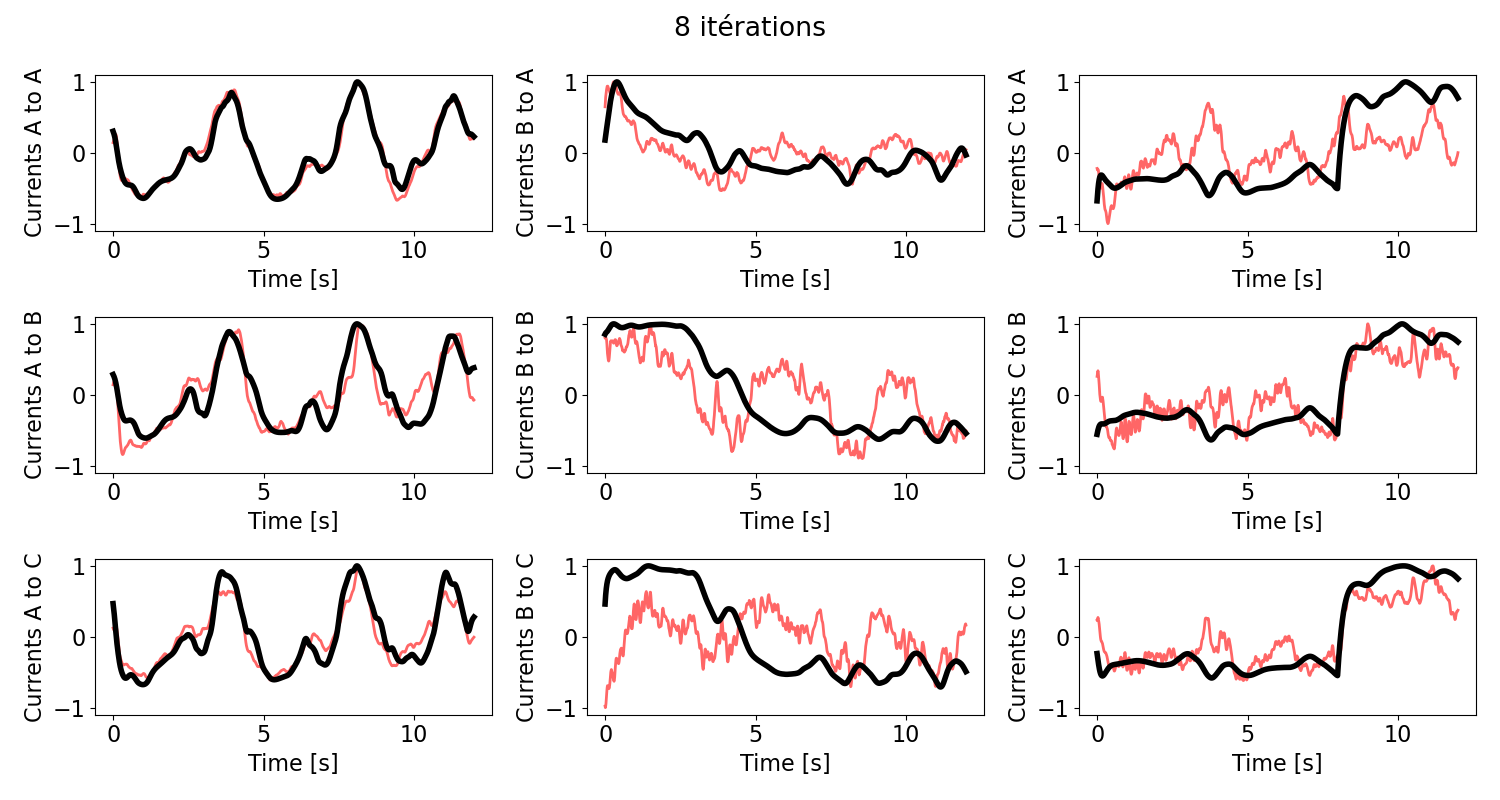 8 itérations
Currents A to A
1
0
−1
0
5
10
Time [s]
Currents B to A
1
0
−1
0
5
10
Time [s]
Currents C to A
1
0
−1
0
5
10
Time [s]
Currents A to B
1
0
−1
0
5
10
Time [s]
Currents B to B
1
0
−1
0
5
10
Time [s]
Currents C to B
1
0
−1
0
5
10
Time [s]
Currents A to C
1
0
−1
0
5
10
Time [s]
Currents B to C
1
0
−1
0
5
10
Time [s]
Currents C to C
1
0
−1
0
5
10
Time [s]